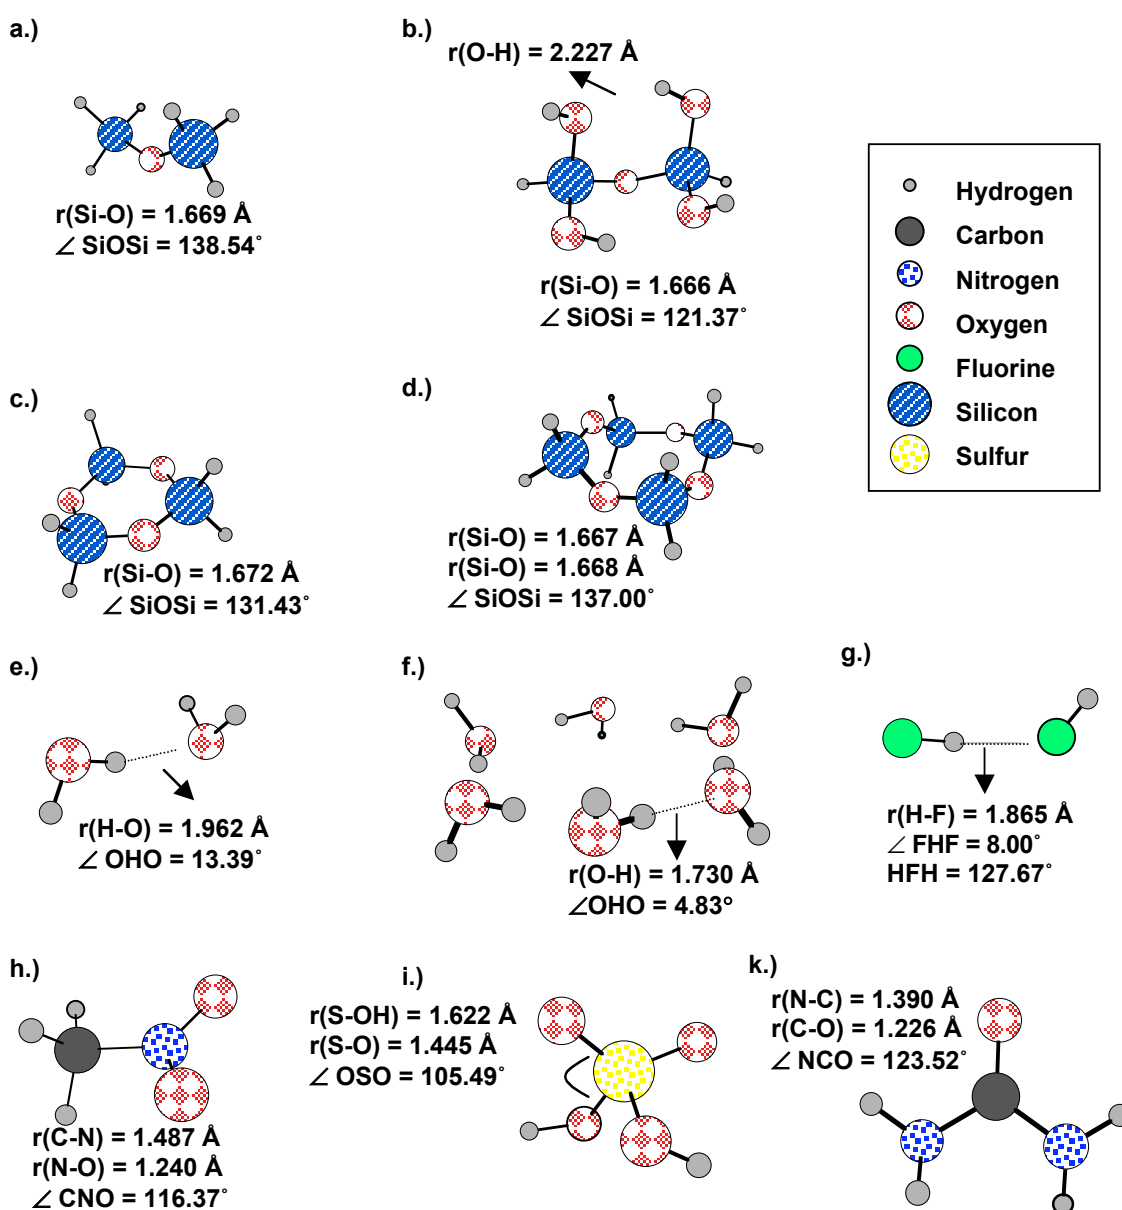 a.)
r(Si-O) = 1.669 Å
∠ SiOSi = 138.54°
b.)
r(O-H) = 2.227 Å
r(Si-O) = 1.666 Å
∠ SiOSi = 121.37°
Hydrogen
Carbon
Nitrogen
Oxygen
Fluorine
Silicon
Sulfur
c.)
r(Si-O) = 1.672 Å
∠ SiOSi = 131.43°
d.)
r(Si-O) = 1.667 Å
r(Si-O) = 1.668 Å
∠ SiOSi = 137.00°
e.)
r(H-O) = 1.962 Å
∠ OHO = 13.39°
f.)
r(O-H) = 1.730 Å
∠OHO = 4.83°
g.)
r(H-F) = 1.865 Å
∠ FHF = 8.00°
HFH = 127.67°
h.)
r(C-N) = 1.487 Å
r(N-O) = 1.240 Å
∠ CNO = 116.37°
i.)
r(S-OH) = 1.622 Å
r(S-O) = 1.445 Å
∠ OSO = 105.49°
k.)
r(N-C) = 1.390 Å
r(C-O) = 1.226 Å
∠ NCO = 123.52°